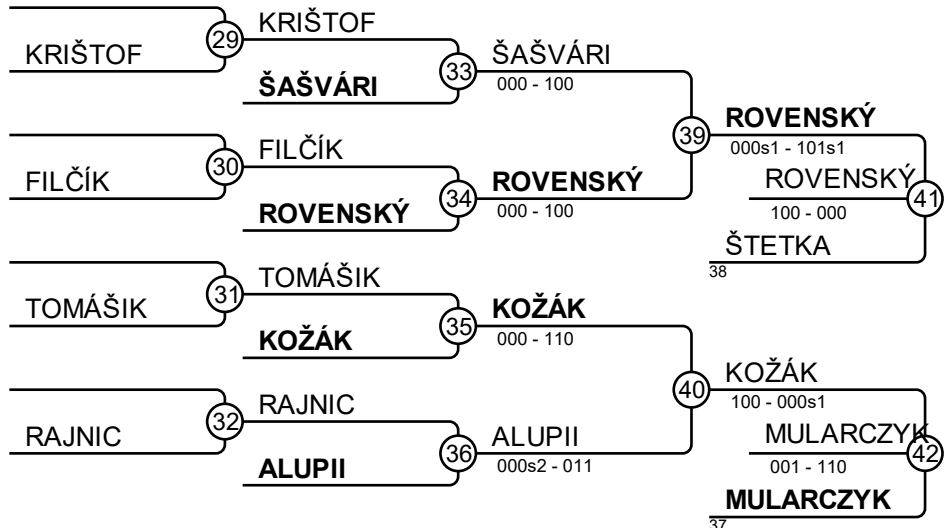 KRIŠTOF
29
KRIŠTOF
ŠAŠVÁRI
33
ŠAŠVÁRI
000 - 100
FILČÍK
30
FILČÍK
ROVENSKÝ
34
ROVENSKÝ
000 - 100
39
ROVENSKÝ
000s1 - 101s1
ROVENSKÝ
100 - 000
41
ŠTETKA
38
TOMÁŠIK
31
TOMÁŠIK
KOŽÁK
35
KOŽÁK
000 - 110
RAJNIC
32
RAJNIC
ALUPII
36
ALUPII
000s2 - 011
40
KOŽÁK
100 - 000s1
MULARCZYK
001 - 110
42
MULARCZYK
37